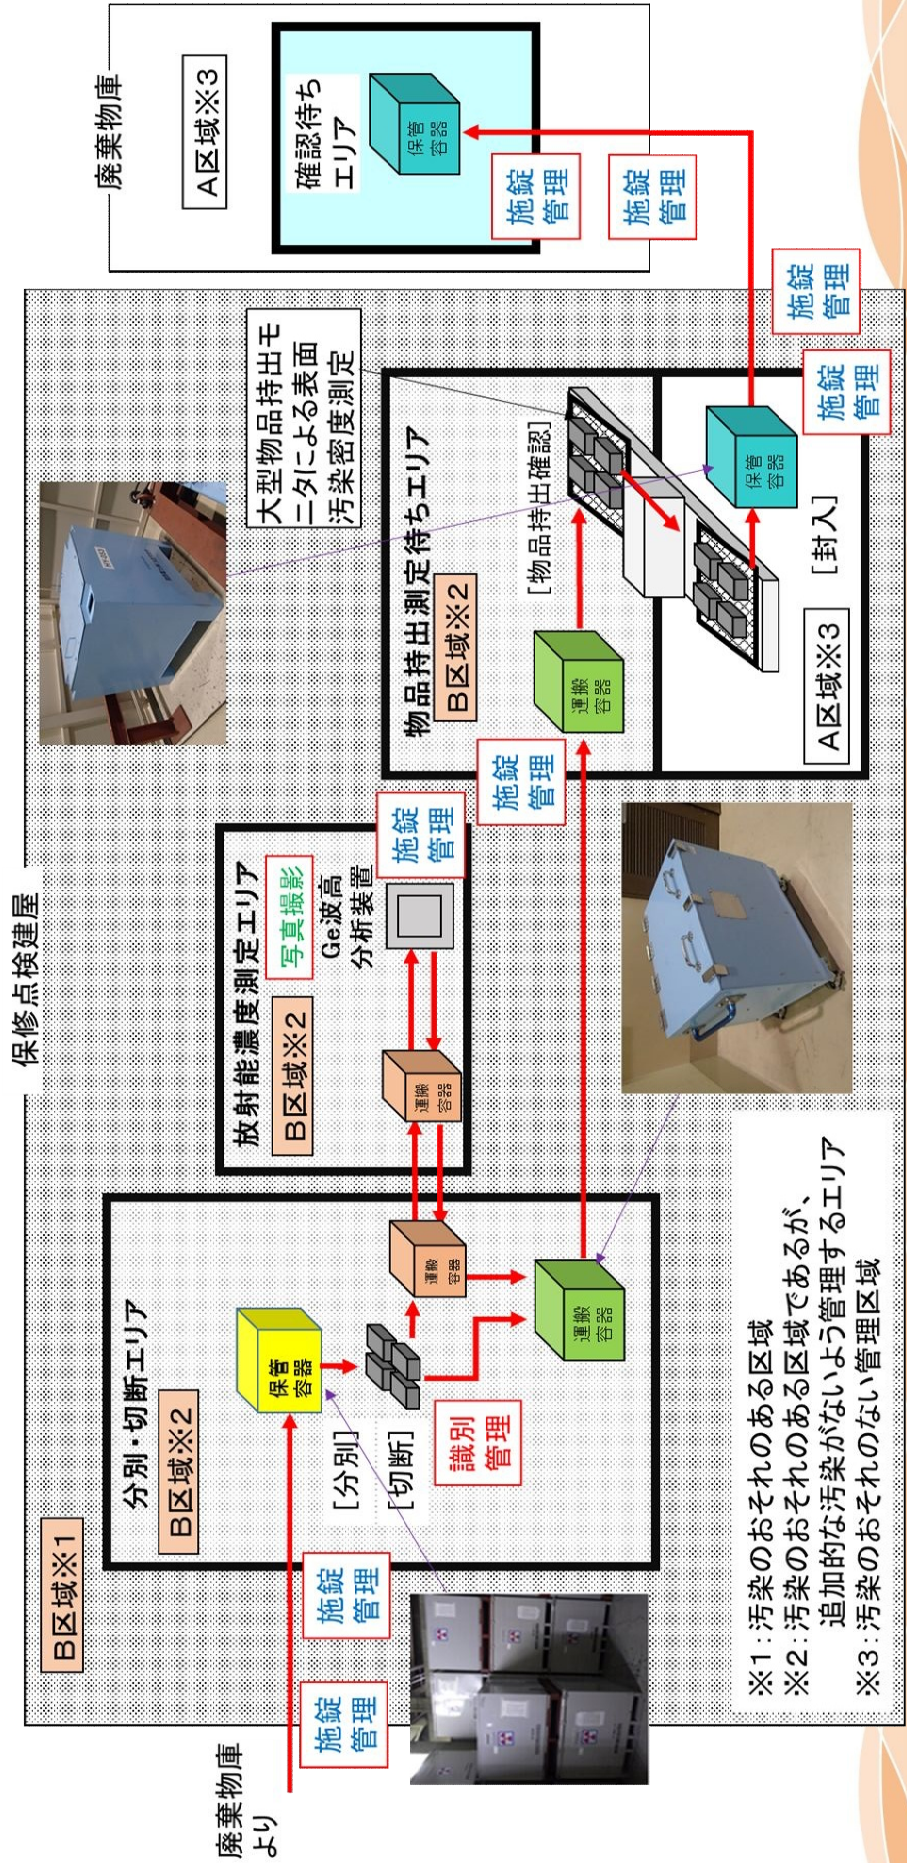 保修点検建屋
廃棄物庫
より
施錠
管理
施錠
管理
B区域※1
分別・切断エリア
B区域※2
保管
容器
[分別]
[切断]
識別
管理
運搬
容器
運搬
容器
放射能濃度測定エリア
B区域※2
写真撮影
Ge波高
分析装置
運搬
容器
施錠
管理
施錠
管理
物品持出測定待ちエリア
B区域※2
運搬
容器
[物品持出確認]
大型物品持出モ
ニタによる表面
汚染密度測定
A区域※3
[封入]
保管
容器
施錠
管理
施錠
管理
廃棄物庫
A区域※3
確認待ち
エリア
保管
容器
施錠
管理
施錠
管理
※1:汚染のおそれのある区域
※2:汚染のおそれのある区域であるが、
追加的な汚染がないよう管理するエリア
※3:汚染のおそれのない管理区域